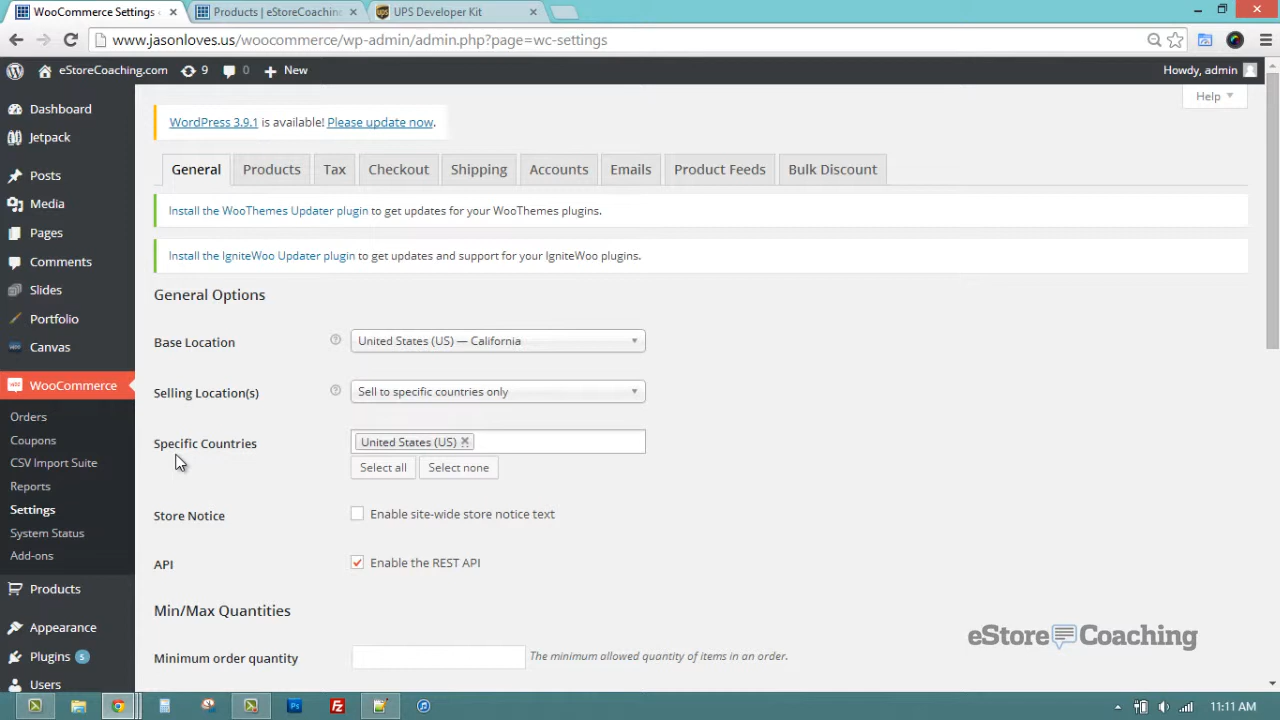 WooCommerce Settings
Products | eStoreCoaching
UPS Developer Kit
www.jasonloves.us/woocommerce/wp-admin/admin.php?page=wc-settings
eStoreCoaching.com
9
0
New
Howdy, admin
Help
Dashboard
Jetpack
Posts
Media
Pages
Comments
Slides
Portfolio
Canvas
WooCommerce
Orders
Coupons
CSV Import Suite
Reports
Settings
System Status
Add-ons
Products
Appearance
Plugins 5
Users
WordPress 3.9.1 is available! Please update now.
General Products Tax Checkout Shipping Accounts Emails Product Feeds Bulk Discount
Install the WooThemes Updater plugin to get updates for your WooThemes plugins.
Install the IgniteWoo Updater plugin to get updates and support for your IgniteWoo plugins.
General Options
Base Location
United States (US) — California
Selling Location(s)
Sell to specific countries only
Specific Countries
United States (US)
Select all
Select none
Store Notice
Enable site-wide store notice text
API
Enable the REST API
Min/Max Quantities
Minimum order quantity
The minimum allowed quantity of items in an order.
eStore Coaching
Ps
Fz
11:11 AM